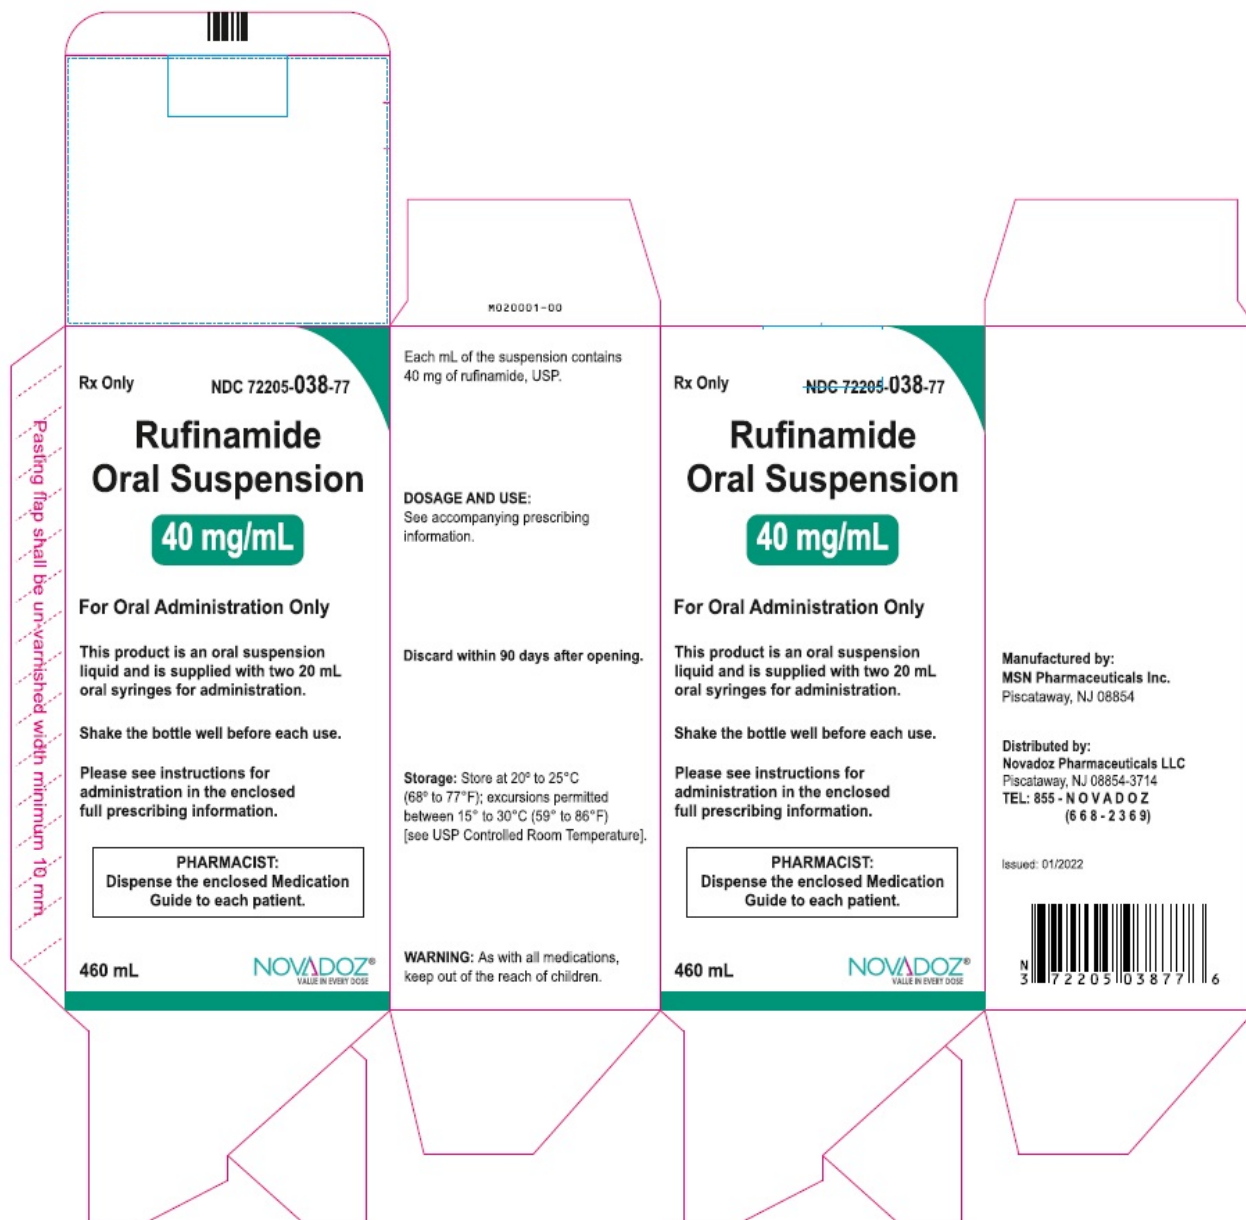 M020001-00
Pasting flap shall be un-varnished width minimum 10 mm
Rx Only
NDC 72205-038-77
Rufinamide
Oral Suspension
40 mg/mL
For Oral Administration Only
This product is an oral suspension
liquid and is supplied with two 20 mL
oral syringes for administration.
Shake the bottle well before each use.
Please see instructions for
administration in the enclosed
full prescribing information.
PHARMACIST:
Dispense the enclosed Medication
Guide to each patient.
460 mL
NOVADOZ®
VALUE IN EVERY DOSE
Each mL of the suspension contains
40 mg of rufinamide, USP.
DOSAGE AND USE:
See accompanying prescribing
information.
Discard within 90 days after opening.
Storage: Store at 20º to 25°C
(68º to 77°F); excursions permitted
between 15° to 30°C (59° to 86°F)
[see USP Controlled Room Temperature].
WARNING: As with all medications,
keep out of the reach of children.
Rx Only
NDC 72205-038-77
Rufinamide
Oral Suspension
40 mg/mL
For Oral Administration Only
This product is an oral suspension
liquid and is supplied with two 20 mL
oral syringes for administration.
Shake the bottle well before each use.
Please see instructions for
administration in the enclosed
full prescribing information.
PHARMACIST:
Dispense the enclosed Medication
Guide to each patient.
460 mL
NOVADOZ®
VALUE IN EVERY DOSE
Manufactured by:
MSN Pharmaceuticals Inc.
Piscataway, NJ 08854
Distributed by:
Novadoz Pharmaceuticals LLC
Piscataway, NJ 08854-3714
TEL: 855 - N O V A D O Z
(6 6 8 - 2 3 6 9)
Issued: 01/2022
N
3 72205 03877 6